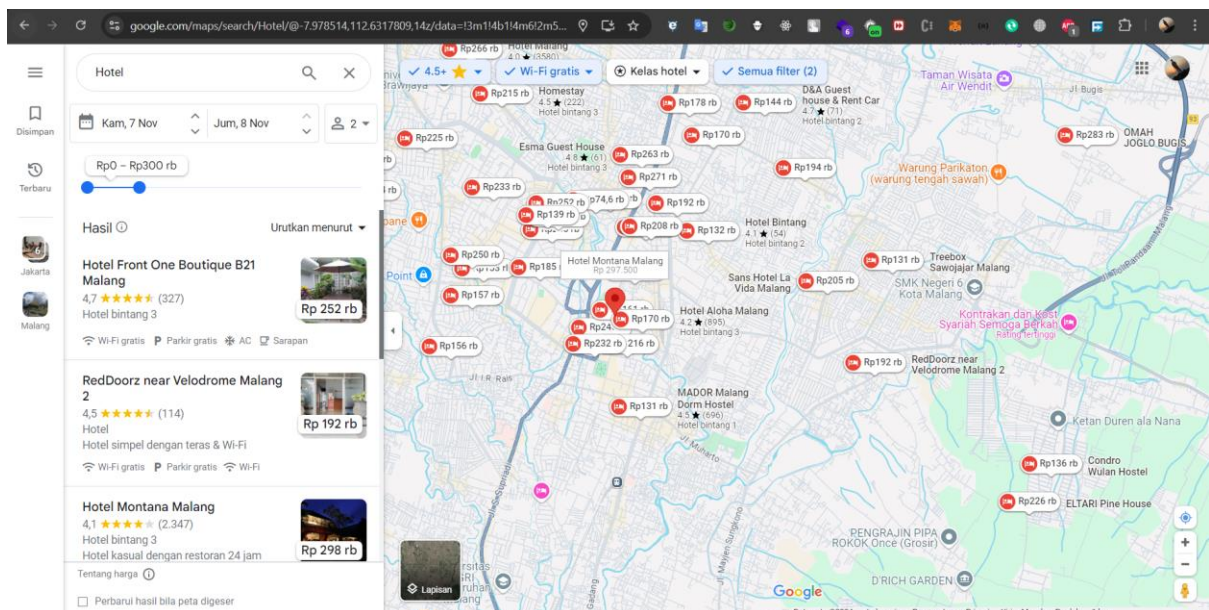 google.com/maps/search/Hotel/@-7.978514,112.6317809,14z/data=!3m1!4b1!4m6!2m5...
Hotel
Disimpan
Terbaru
Jakarta
Malang
Kam, 7 Nov
Jum, 8 Nov
2
Rp0 – Rp300 rb
Hasil
Urutkan menurut
Hotel Front One Boutique B21
Malang
4,7 (327)
Hotel bintang 3
Rp 252 rb
Wi-Fi gratis P Parkir gratis AC Sarapan
RedDoorz near Velodrome Malang
2
4,5 (114)
Hotel
Hotel simpel dengan teras & Wi-Fi
Rp 192 rb
Wi-Fi gratis P Parkir gratis Wi-Fi
Hotel Montana Malang
4,1 (2.347)
Hotel bintang 3
Hotel kasual dengan restoran 24 jam
Rp 298 rb
Tentang harga
Perbarui hasil bila peta digeser
4.5+
Wi-Fi gratis
Kelas hotel
Semua filter (2)
Rp266 rb
Hotel Malang
4.0 (3580)
Rp215 rb
Homestay
4.5 ★ (222)
Hotel bintang 3
Rp178 rb
Rp144 rb
D&A Guest
house & Rent Car
4.7 ★ (71)
Hotel bintang 2
Taman Wisata
Air Wendit
Jl Bugis
Rp225 rb
Esma Guest House
4.8 ★ (61)
Hotel bintang 3
Rp263 rb
Rp170 rb
Rp283 rb
OMAH
JOGLO BUGIS
Rp271 rb
Rp194 rb
Warung Parikaton
(warung tengah sawah)
Rp233 rb
Rp252 rb
Rp74,6 rb
Rp192 rb
Rp139 rb
Rp208 rb
Rp132 rb
Hotel Bintang
4.1 ★ (54)
Hotel bintang 2
Rp250 rb
Rp185
Hotel Montana Malang
Rp 297.500
Point
Rp157 rb
Sans Hotel La
Vida Malang
Rp205 rb
Rp131 rb
Treebox
Sawojajar Malang
SMK Negeri 6
Kota Malang
Rp170 rb
Hotel Aloha Malang
4.2 ★ (895)
Hotel bintang 3
Kontrakan dan Kost
Syariah Semoga Berkah
Rating tertinggi
Rp156 rb
Rp232 rb
216 rb
Rp192 rb
RedDoorz near
Velodrome Malang 2
Rp131 rb
MADOR Malang
Dorm Hostel
4.5 ★ (696)
Hotel bintang 1
Jl. Muharto
Ketan Duren ala Nana
Rp136 rb
Condro
Wulan Hostel
Rp226 rb
ELTARI Pine House
PENGRAJIN PIPA
ROKOK Once (Grosir)
D'RICH GARDEN
Lapisan
Google